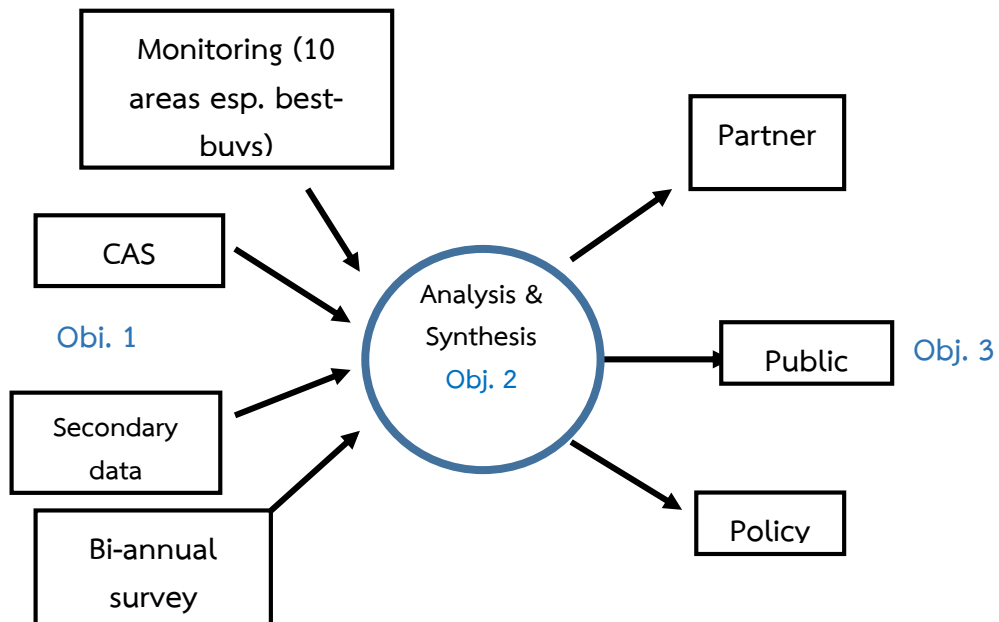 Monitoring (10
areas esp. best-
buys)
CAS
Obj. 1
Secondary
data
Bi-annual
survey
Analysis &
Synthesis
Obj. 2
Partner
Public
Obj. 3
Policy